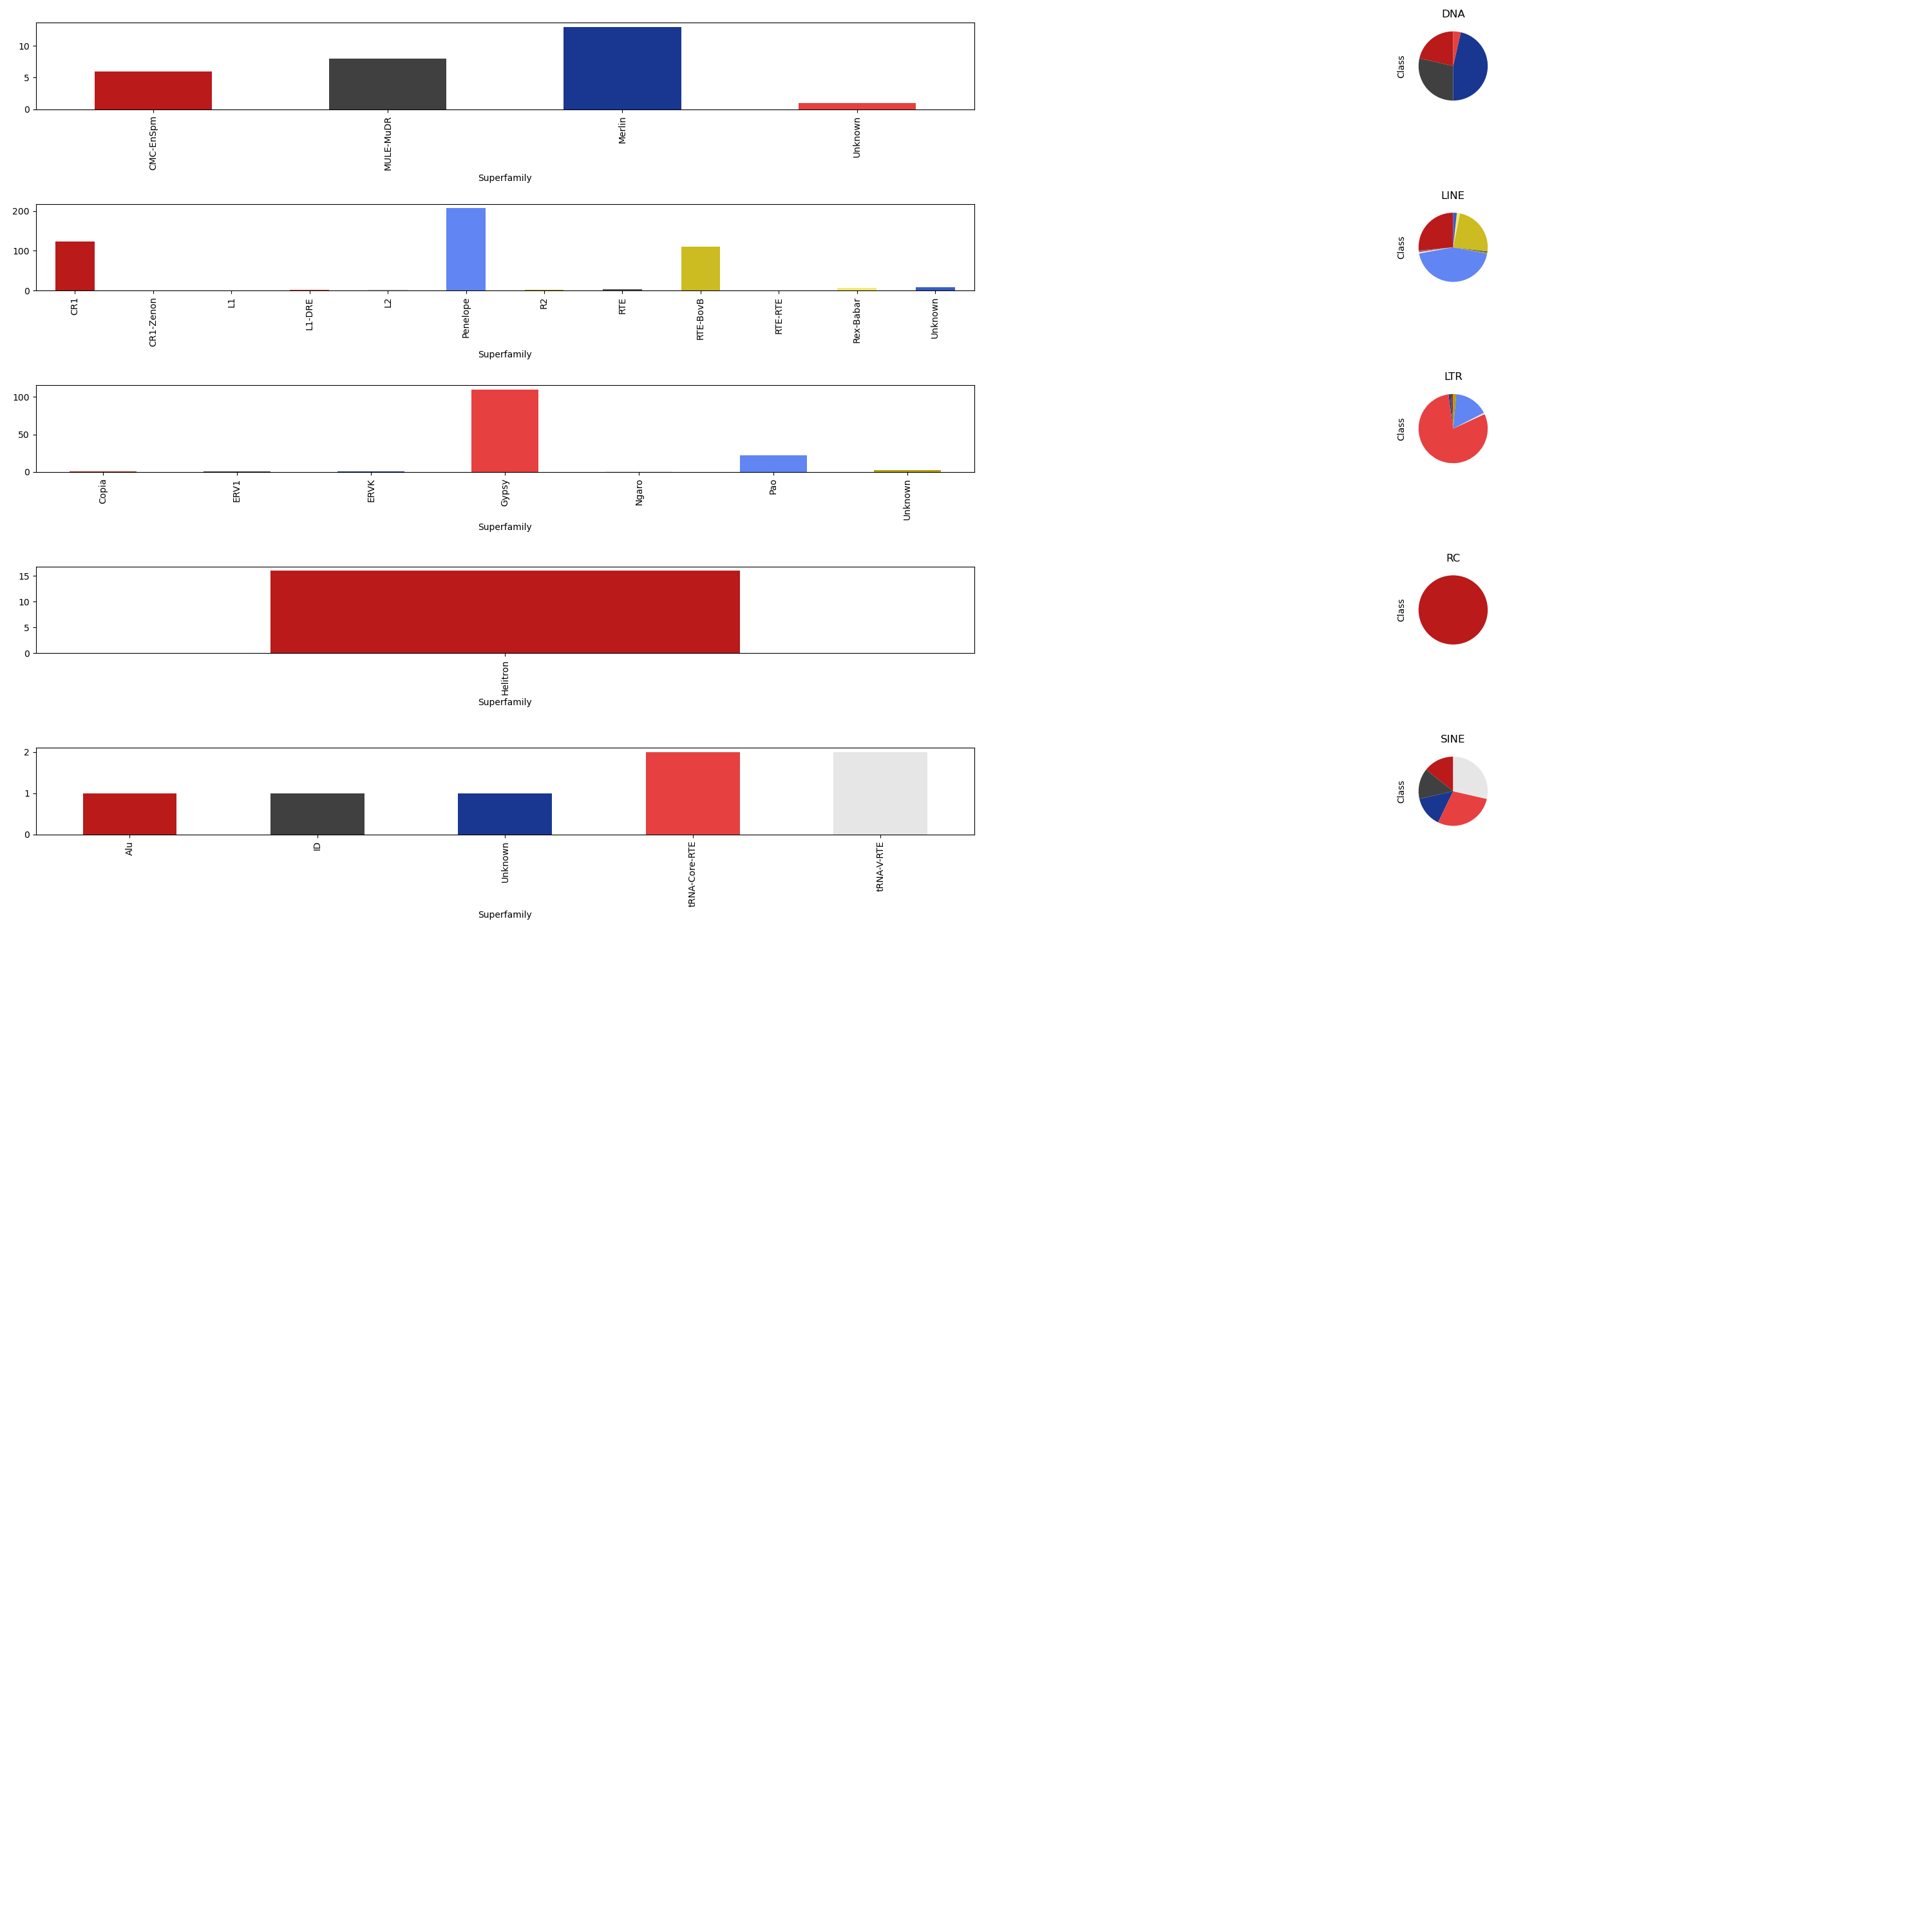 DNA
10
5
0
Class
CMC-EnSpm
MULE-MuDR
Merlin
Unknown
Superfamily
LINE
200
100
0
Class
CR1
CR1-Zenon
L1
L1-DRE
L2
Penelope
R2
RTE
RTE-BovB
RTE-RTE
Rex-Babar
Unknown
Superfamily
LTR
100
50
0
Class
Copia
ERV1
ERVK
Gypsy
Ngaro
Pao
Unknown
Superfamily
RC
15
10
5
0
Class
Helitron
Superfamily
SINE
2
1
0
Class
Alu
ID
Unknown
tRNA-Core-RTE
tRNA-V-RTE
Superfamily